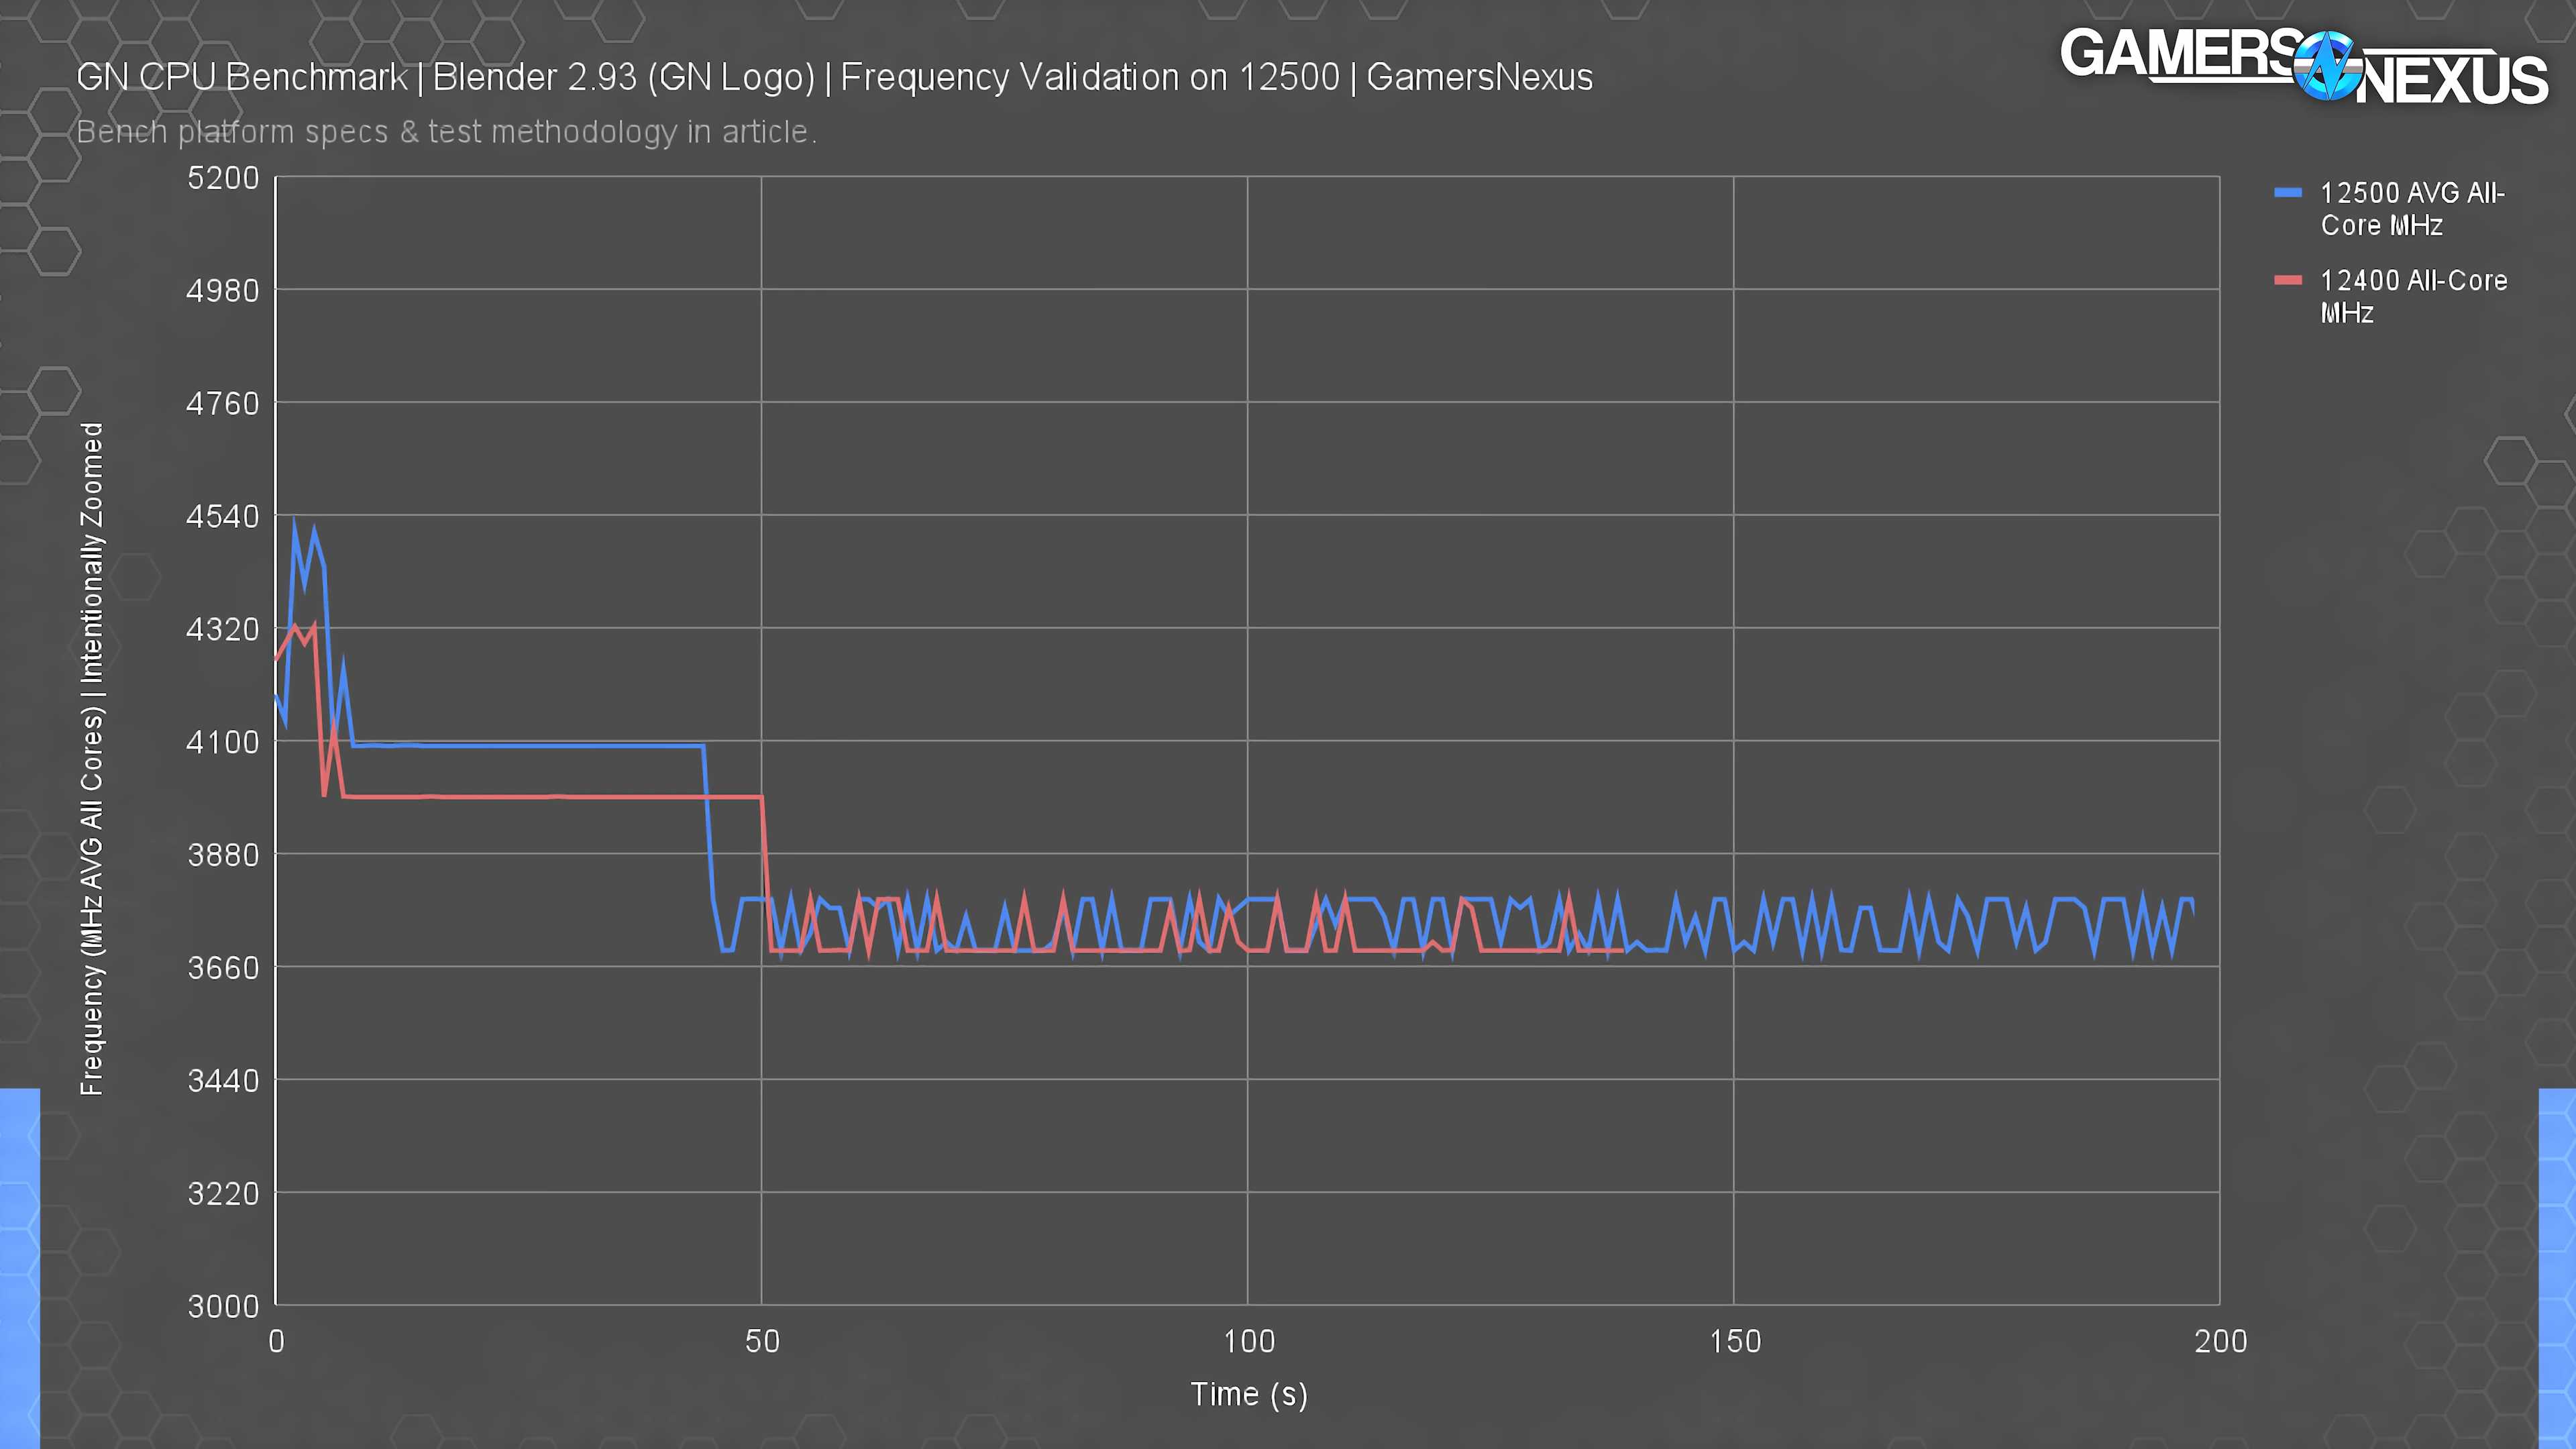 GN CPU Benchmark | Blender 2.93 (GN Logo) | Frequency Validation on 12500 | GamersNexus
GAMERS NEXUS
Bench platform specs & test methodology in article.
12500 AVG All-
Core MHz
12400 All-Core
MHz
Frequency (MHz AVG All Cores) | Intentionally Zoomed
5200
4980
4760
4540
4320
4100
3880
3660
3440
3220
3000
0 50 100 150 200
Time (s)